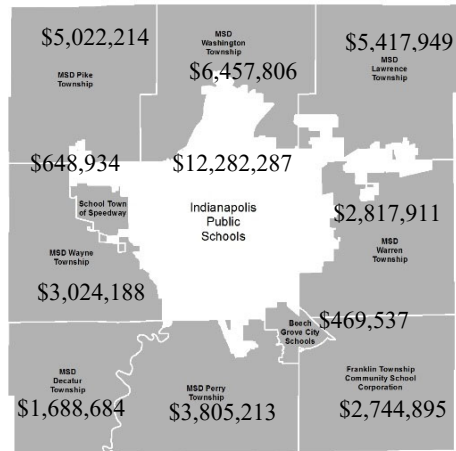 $5,022,214
MSD Pike
Township
MSD
Washington
Township
$6,457,806
$5,417,949
MSD
Lawrence
Township
$648,934
School Town
of Speedway
$12,282,287
Indianapolis
Public
Schools
$2,817,911
MSD
Warren
Township
MSD Wayne
Township
$3,024,188
$469,537
Beech
Grove City
Schools
MSD
Decatur
Township
$1,688,684
MSD Perry
Township
$3,805,213
Franklin Township
Community School
Corporation
$2,744,895